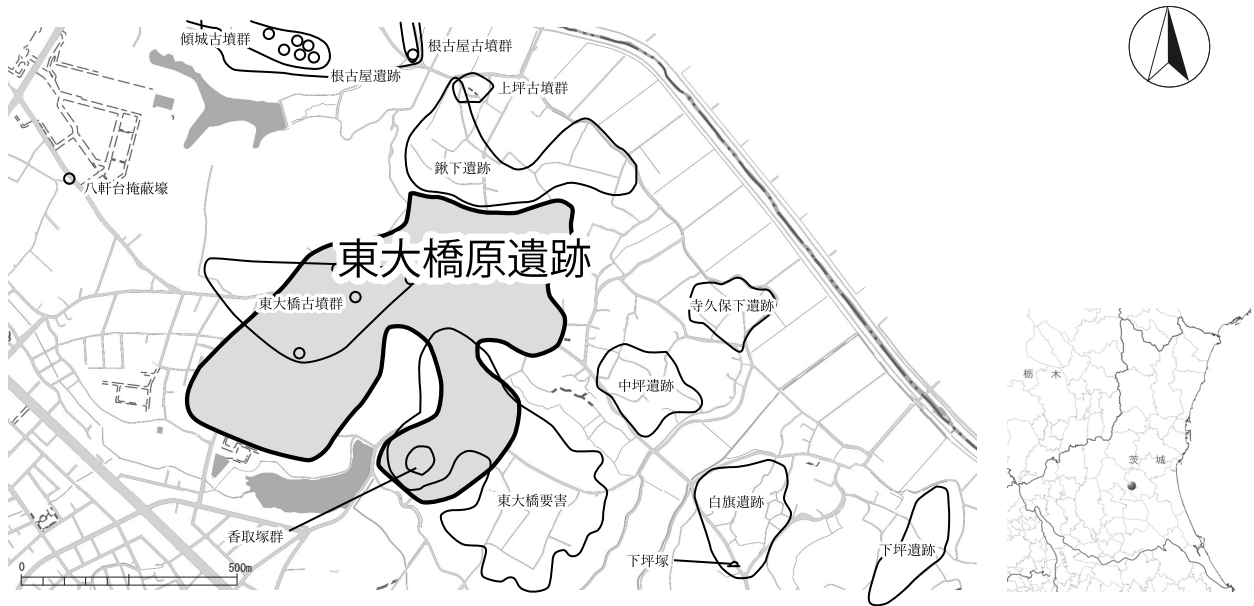 傾城古墳群
根古屋古墳群
根古屋遺跡
上坪古墳群
鍬下遺跡
八軒台掩蔽壕
東大橋原遺跡
東大橋古墳群
寺久保下遺跡
中坪遺跡
栃木
茨城
東大橋要害
白旗遺跡
香取塚群
下坪塚
下坪遺跡
0
500m